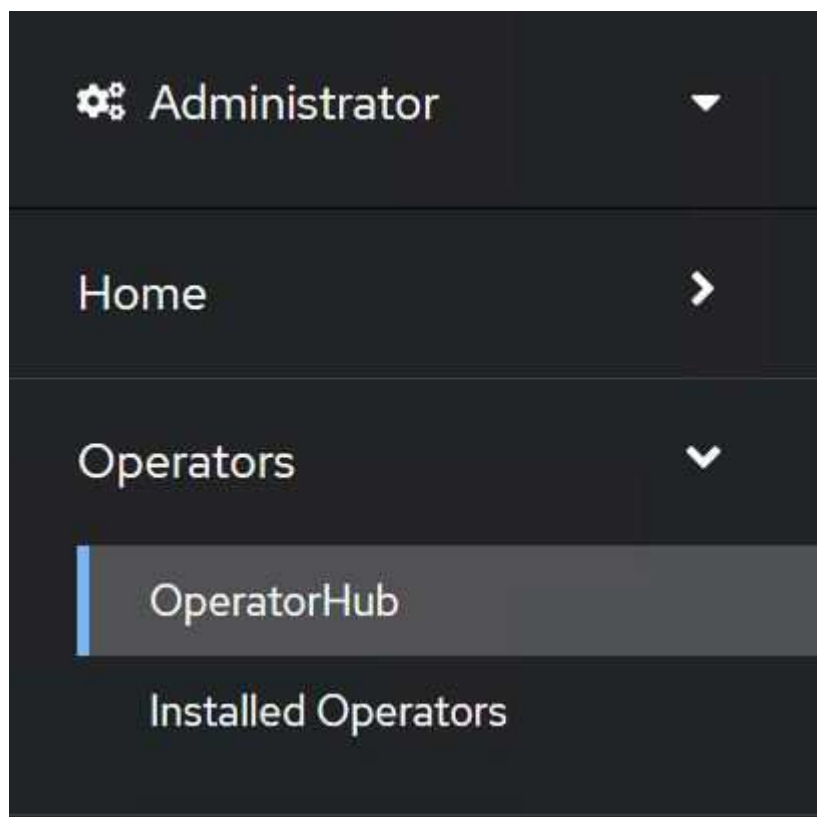 Administrator
Home
Operators
OperatorHub
Installed Operators